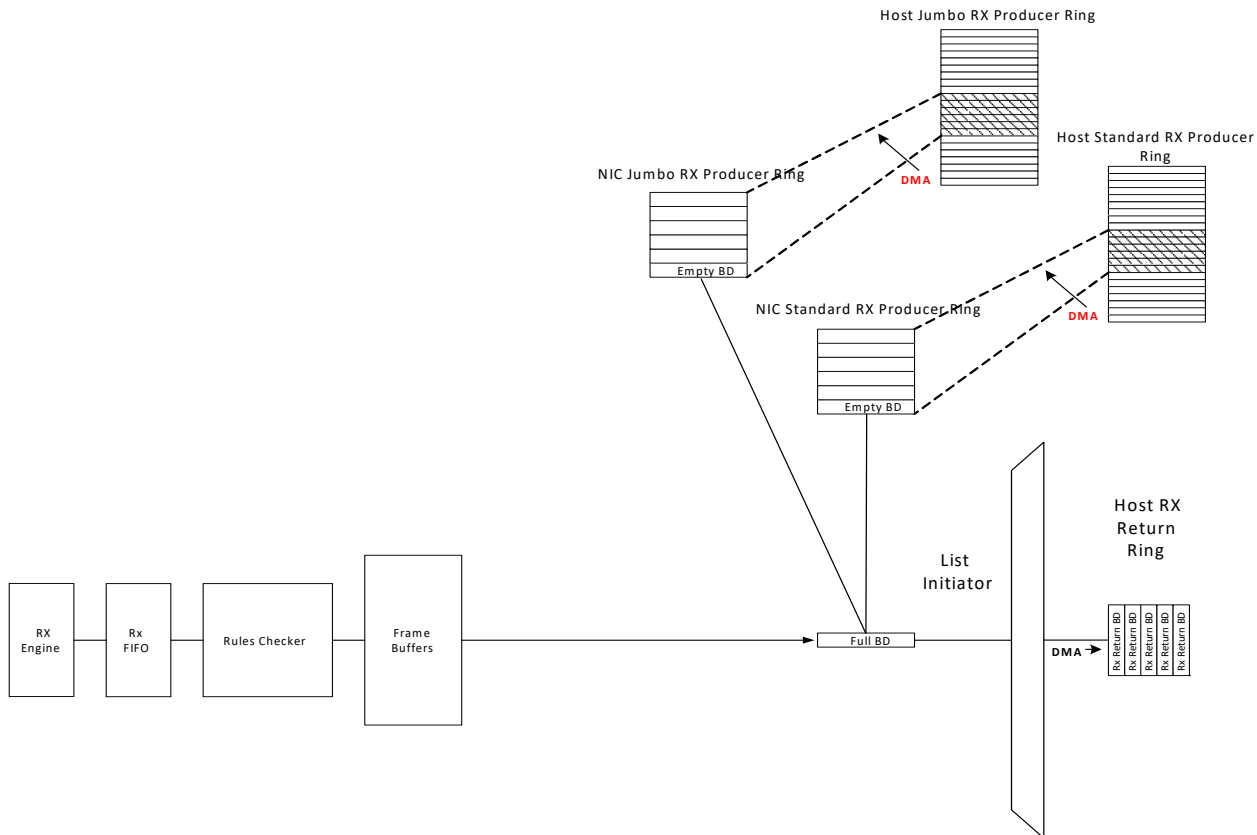 Host Jumbo RX Producer Ring
Host Standard RX Producer
Ring
NIC Jumbo RX Producer Ring
DMA
Empty BD
NIC Standard RX Producer Ring
DMA
Empty BD
Host RX
Return
Ring
List
Initiator
RX
Engine
Rx
FIFO
Rules Checker
Frame
Buffers
Full BD
DMA
Rx Return BD
Rx Return BD
Rx Return BD
Rx Return BD
Rx Return BD